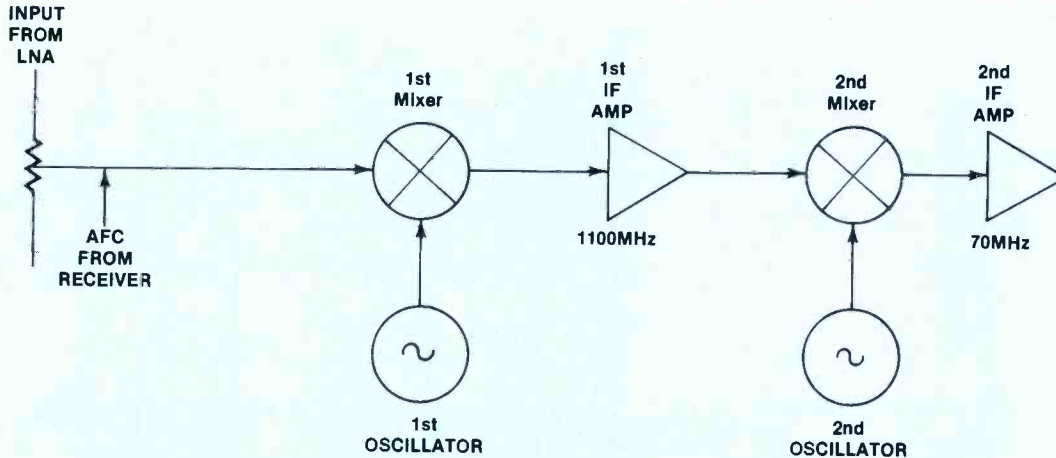 INPUT
FROM
LNA
AFC
FROM
RECEIVER
1st
Mixer
1st
OSCILLATOR
1st
IF
AMP
1100MHz
2nd
Mixer
2nd
OSCILLATOR
2nd
IF
AMP
70MHz